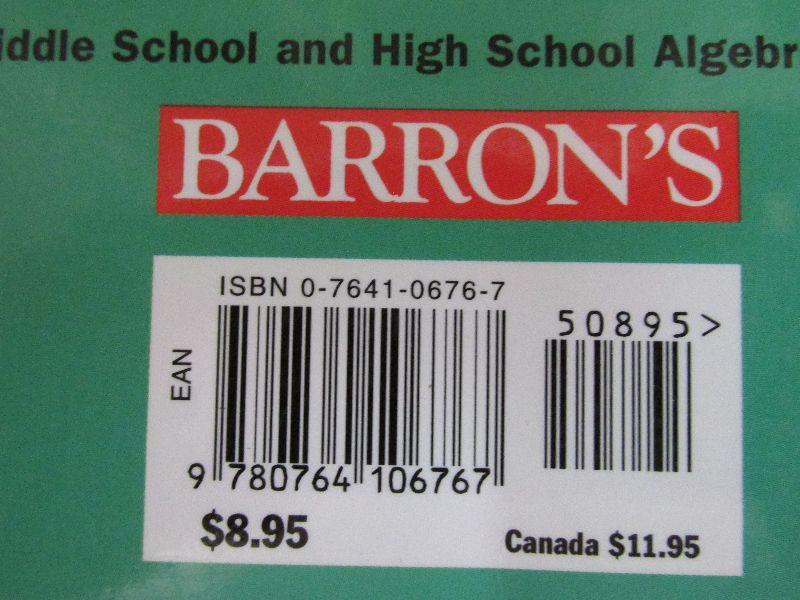 iddle School and High School Algebr
BARRON'S
ISBN 0-7641-0676-7
50895>
EAN
9 780764 106767
$8.95
Canada $11.95